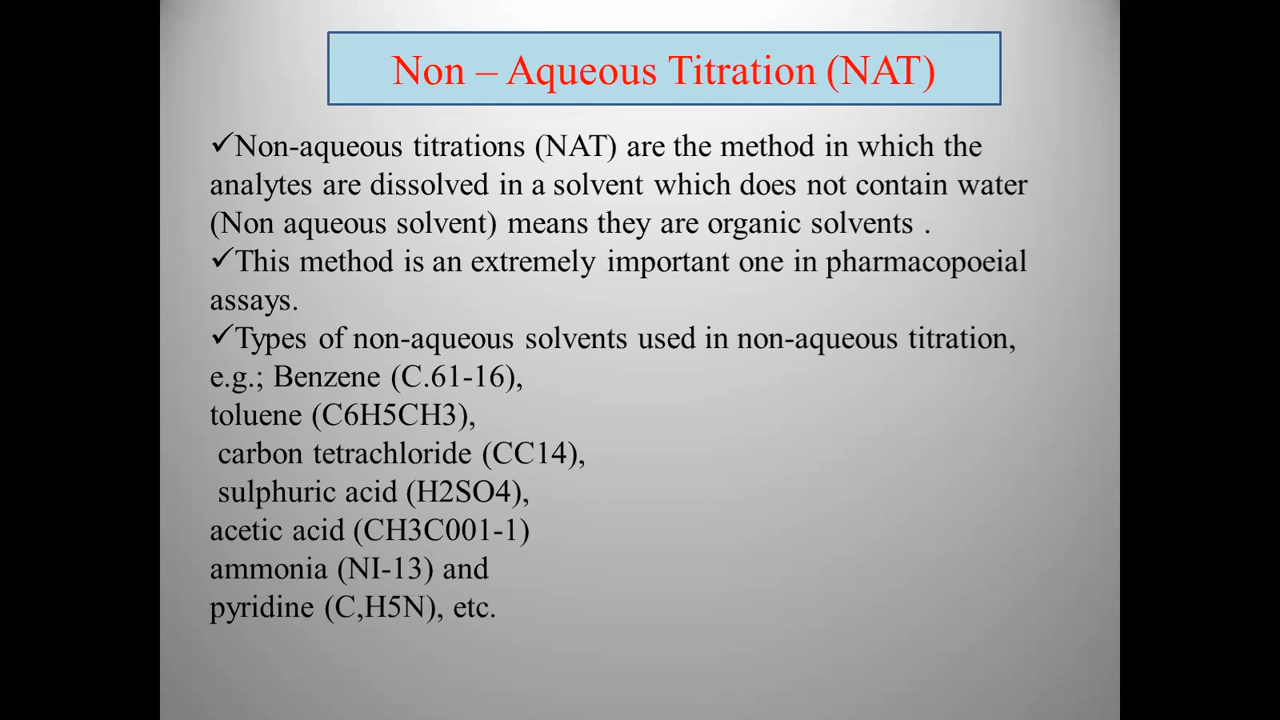 Non – Aqueous Titration (NAT)
✓Non-aqueous titrations (NAT) are the method in which the
analytes are dissolved in a solvent which does not contain water
(Non aqueous solvent) means they are organic solvents .
✓This method is an extremely important one in pharmacopoeial
assays.
✓Types of non-aqueous solvents used in non-aqueous titration,
e.g.; Benzene (C.61-16),
toluene (C6H5CH3),
carbon tetrachloride (CC14),
sulphuric acid (H2SO4),
acetic acid (CH3C001-1)
ammonia (NI-13) and
pyridine (C,H5N), etc.